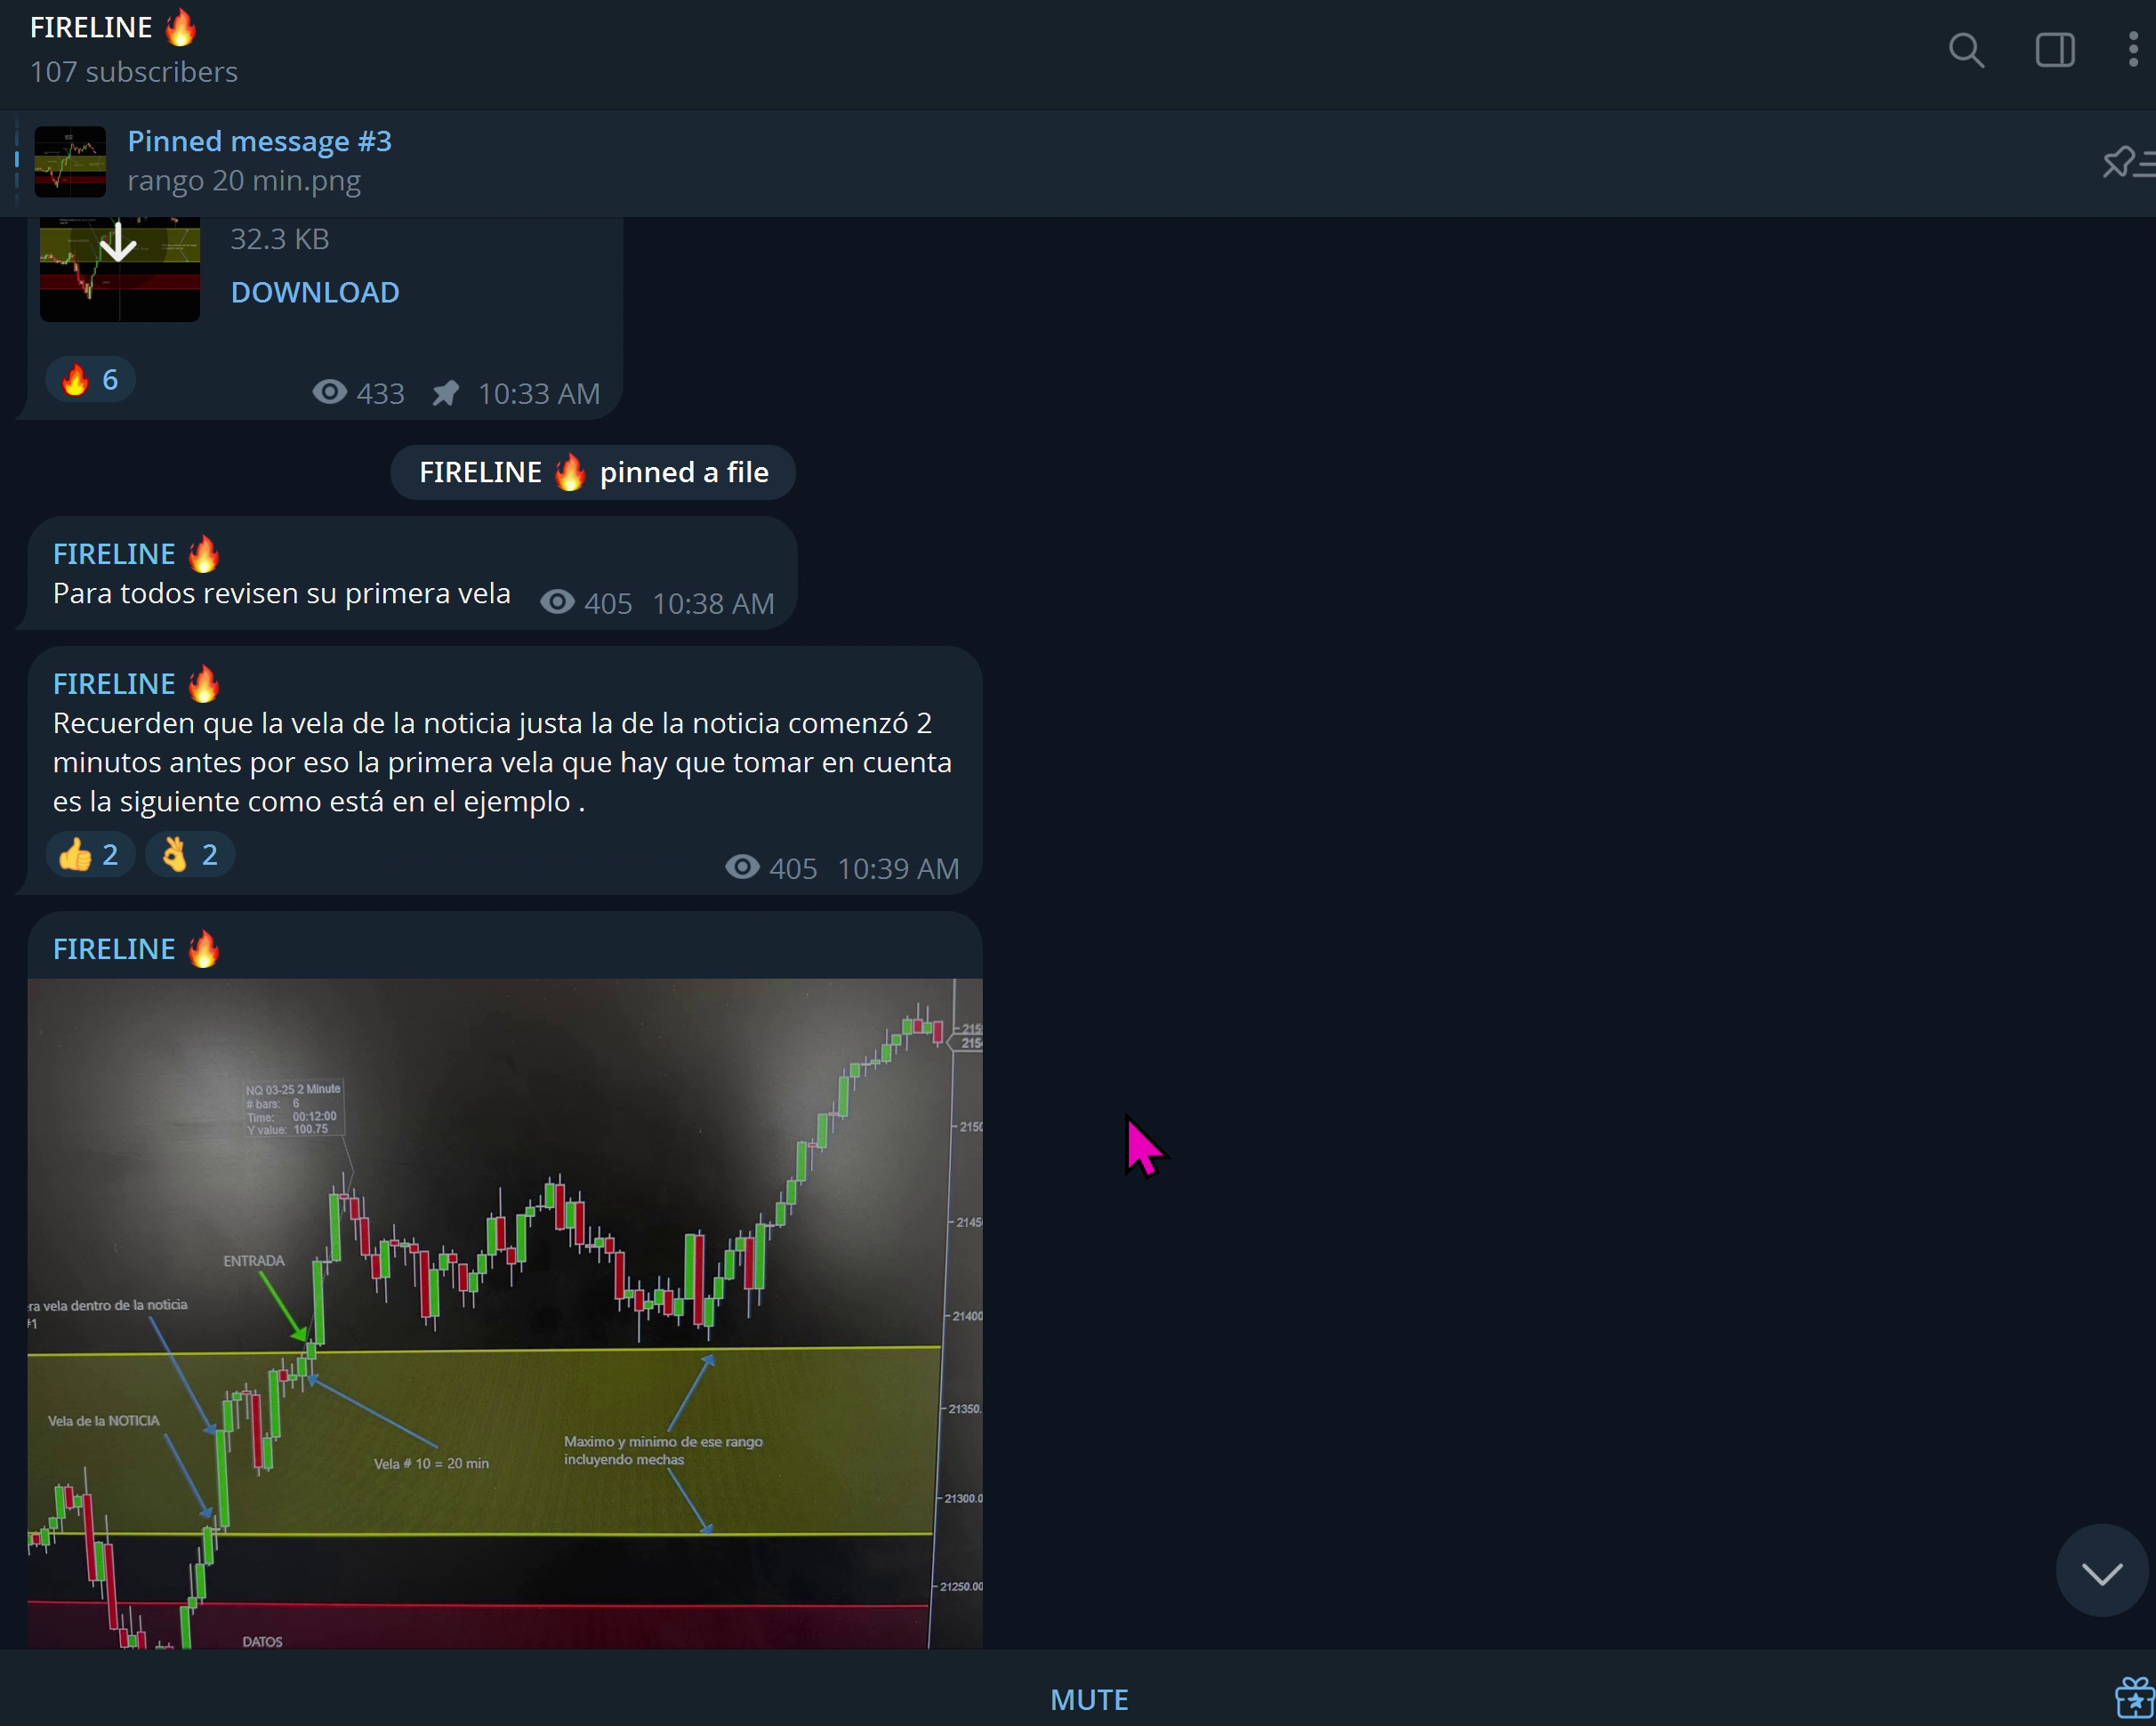 FIRELINE 🔥
107 subscribers
Pinned message #3
rango 20 min.png
32.3 KB
DOWNLOAD
🔥 6
433 10:33 AM
FIRELINE 🔥 pinned a file
FIRELINE 🔥
Para todos revisen su primera vela 405 10:38 AM
FIRELINE 🔥
Recuerden que la vela de la noticia justa la de la noticia comenzó 2
minutos antes por eso la primera vela que hay que tomar en cuenta
es la siguiente como está en el ejemplo .
👍 2 👌 2
405 10:39 AM
FIRELINE 🔥
NQ 03-25 2 Minute
# bars: 6
Time: 00:12:00
Y value: 100.75
2150
2145
ENTRADA
21400
ra vela dentro de la noticia
#1
21350.
Vela de la NOTICIA
Vela # 10 = 20 min
Maximo y minimo de ese rango
incluyendo mechas
21300.0
21250.00
DATOS
MUTE